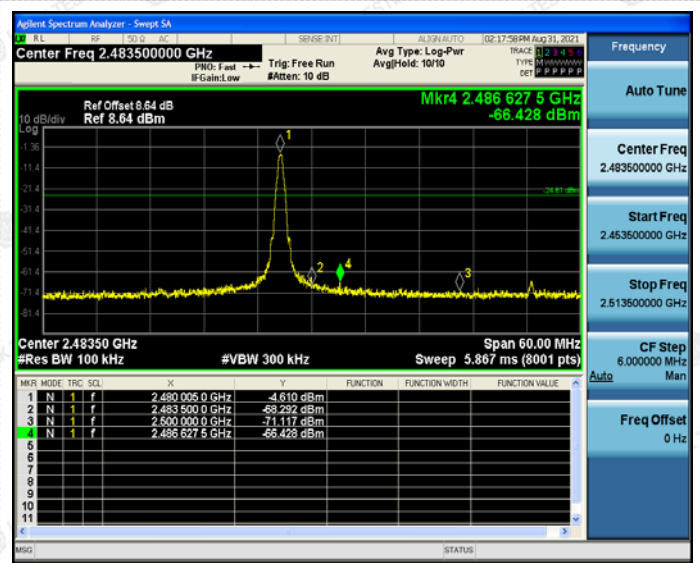 Agilent Spectrum Analyzer - Swept SA
RL RF 50 Ω AC SENSE:INT ALIGNAUTO 02:17:58PM Aug31, 2021
Center Freq 2.483500000 GHz
PNO: Fast
IFGain:Low
Trig: Free Run
#Atten: 10 dB
Avg Type: Log-Pwr
Avg|Hold: 10/10
TRACE 1 2 3 4 5 6
TYPE MWWWWW
DET P P P P P P
Ref Offset 8.64 dB
Ref 8.64 dBm
10 dB/div
Log
Mkr4 2.486 627 5 GHz
-66.428 dBm
-1.36
-11.4
-21.4
-31.4
-41.4
-51.4
-61.4
-71.4
-81.4
1
2
3
4
-24.61 dBm
Center 2.48350 GHz
Span 60.00 MHz
#Res BW 100 kHz
#VBW 300 kHz
Sweep 5.867 ms (8001 pts)
MKR MODE TRC SCL X Y FUNCTION FUNCTION WIDTH FUNCTION VALUE
1 N 1 f 2.480 005 0 GHz -4.610 dBm
2 N 1 f 2.483 500 0 GHz -68.292 dBm
3 N 1 f 2.500 000 0 GHz -71.117 dBm
4 N 1 f 2.486 627 5 GHz -66.428 dBm
5
6
7
8
9
10
11
MSG
STATUS
Frequency
Auto Tune
Center Freq
2.483500000 GHz
Start Freq
2.453500000 GHz
Stop Freq
2.513500000 GHz
CF Step
6.000000 MHz
Auto Man
Freq Offset
0 Hz